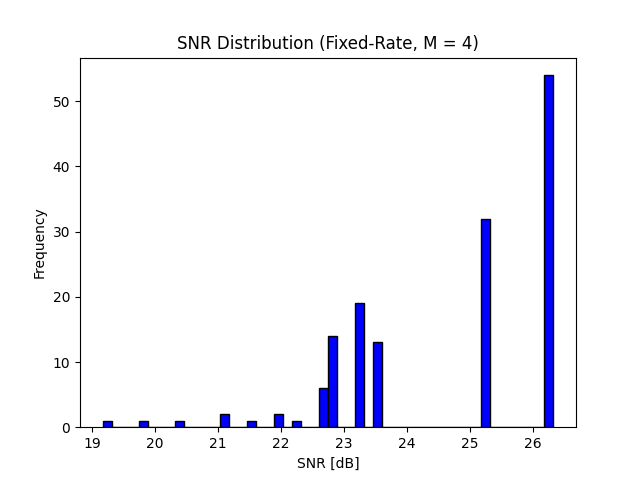 SNR Distribution (Fixed-Rate, M = 4)
50
40
30
20
10
0
Frequency
19 20 21 22 23 24 25 26
SNR [dB]